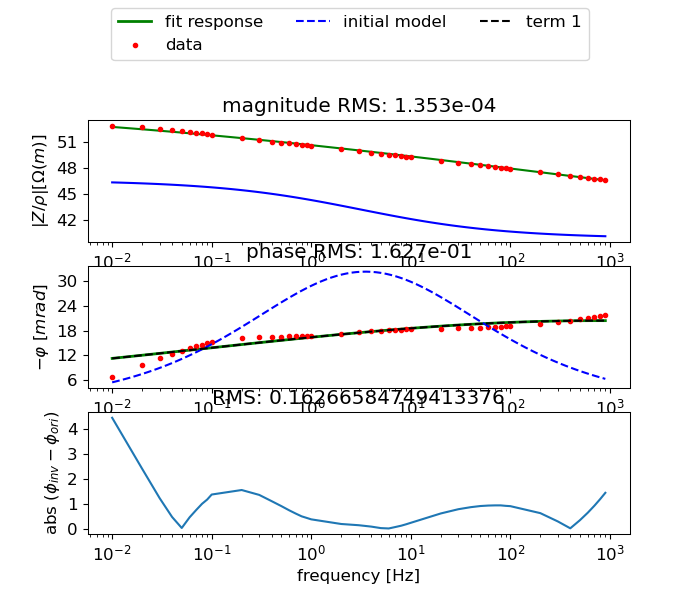 fit response initial model term 1
data
magnitude RMS: 1.353e-04
|Z/ρ|[Ω(m)]
51
48
45
42
10⁻² 10⁻¹ 10⁰ 10¹ 10² 10³
phase RMS: 1.627e-01
−φ [mrad]
30
24
18
12
6
10⁻² 10⁻¹ 10⁰ 10¹ 10² 10³
RMS: 0.16266584749413376
abs (ϕ_inv − ϕ_ori)
4
3
2
1
0
10⁻² 10⁻¹ 10⁰ 10¹ 10² 10³
frequency [Hz]